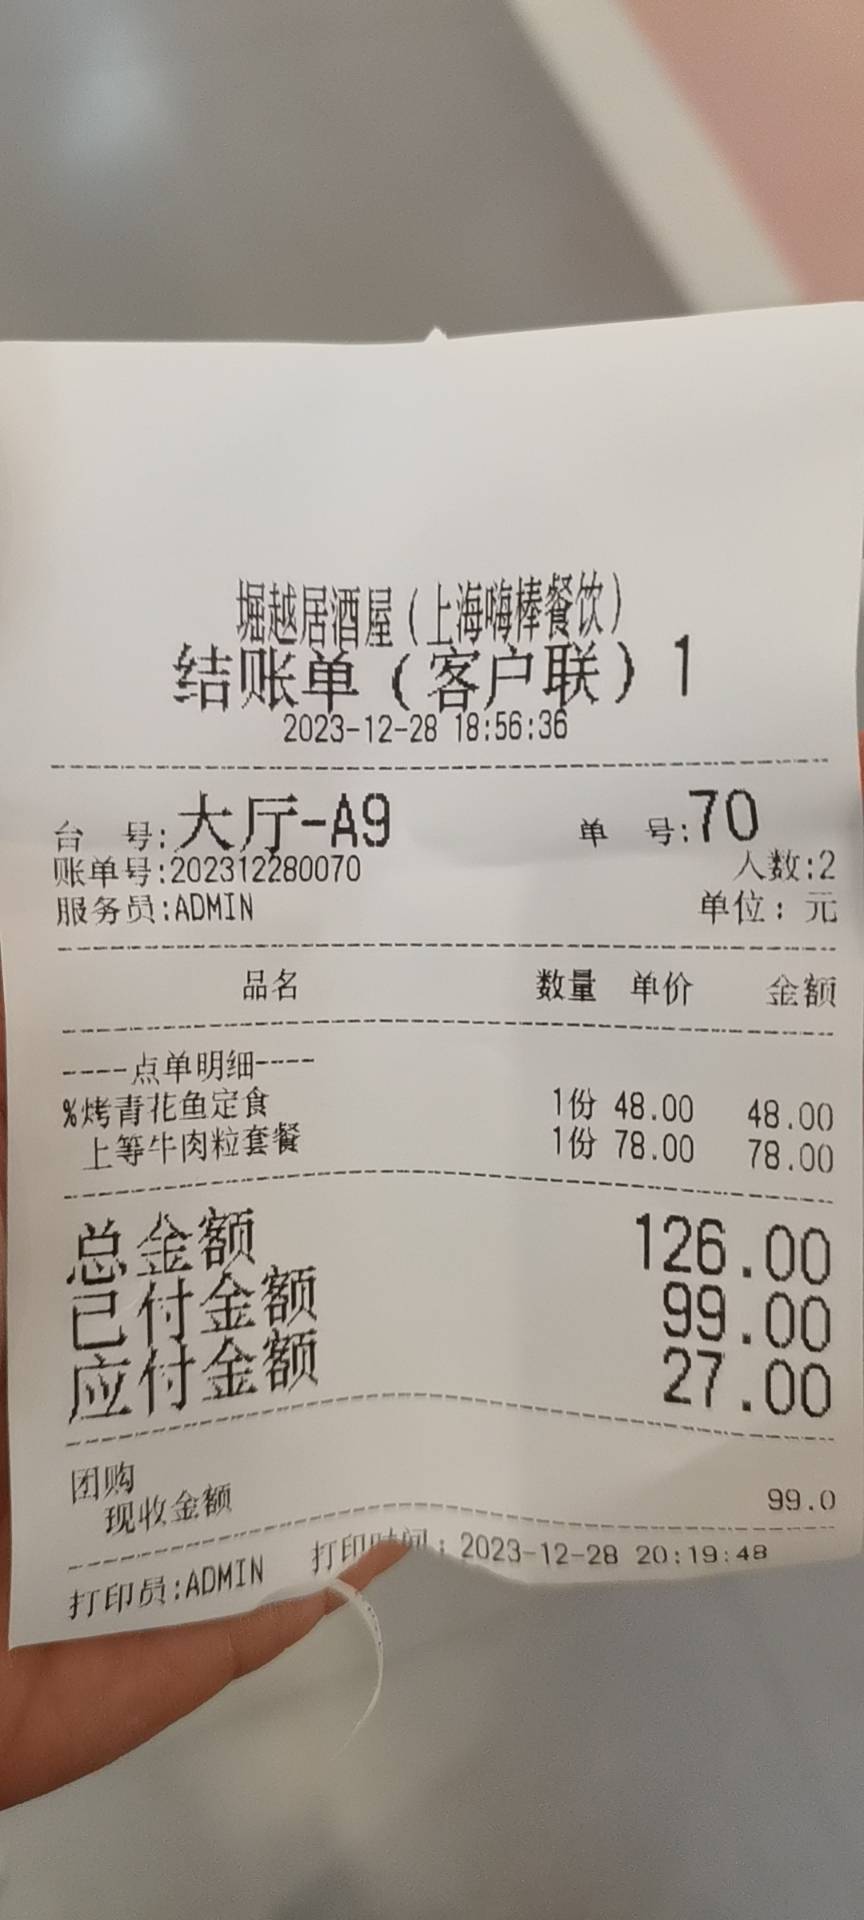 堀越居酒屋(上海嗨棒餐饮)
结账单(客户联)1
2023-12-28 18:56:36
台 号:大厅-A9 单 号:70
账单号:202312280070 人数:2
服务员:ADMIN 单位: 元
品名 数量 单价 金额
----点单明细----
%烤青花鱼定食 1份 48.00 48.00
上等牛肉粒套餐 1份 78.00 78.00
总金额 126.00
已付金额 99.00
应付金额 27.00
团购
现收金额 99.0
打印员:ADMIN 打印时间:2023-12-28 20:19:48